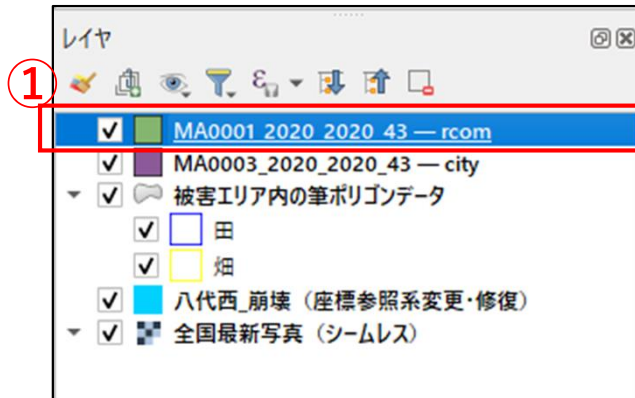 レイヤ
①
MA0001_2020_2020_43 — rcom
MA0003_2020_2020_43 — city
被害エリア内の筆ポリゴンデータ
田
畑
八代西_崩壊（座標参照系変更・修復）
全国最新写真（シームレス）